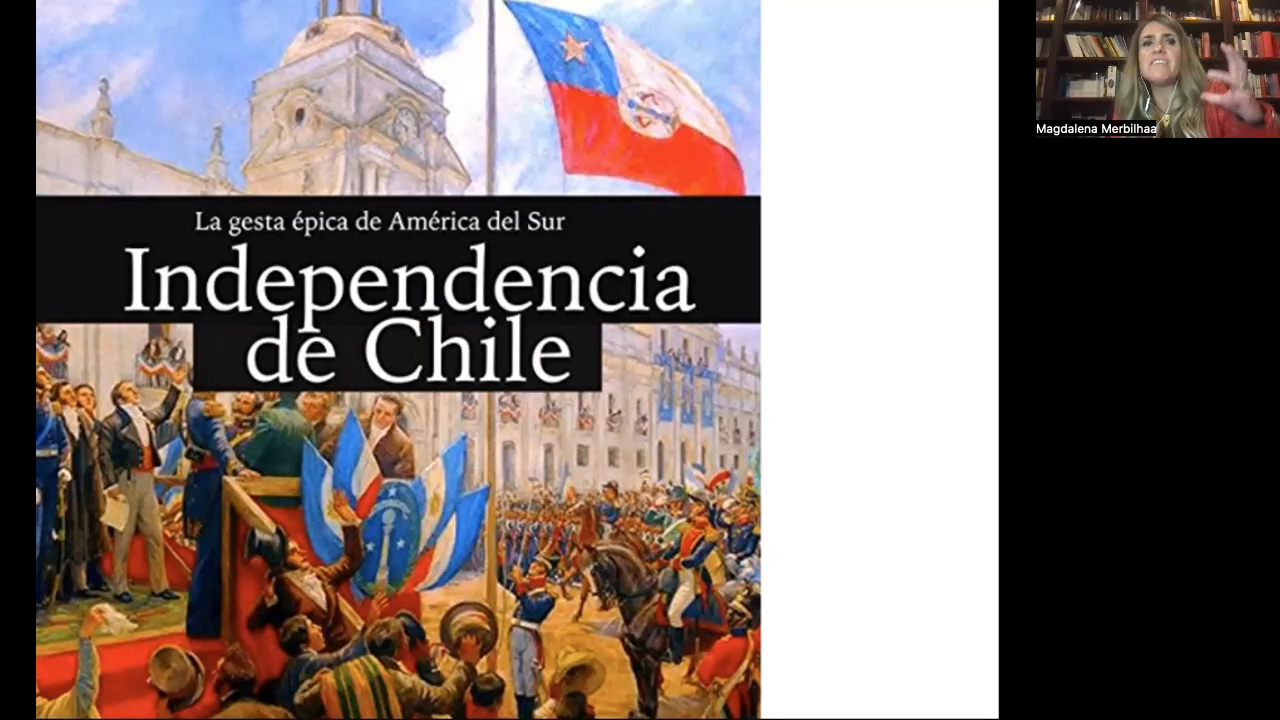 La gesta épica de América del Sur
Independencia
de Chile
Magdalena Merbilhaa